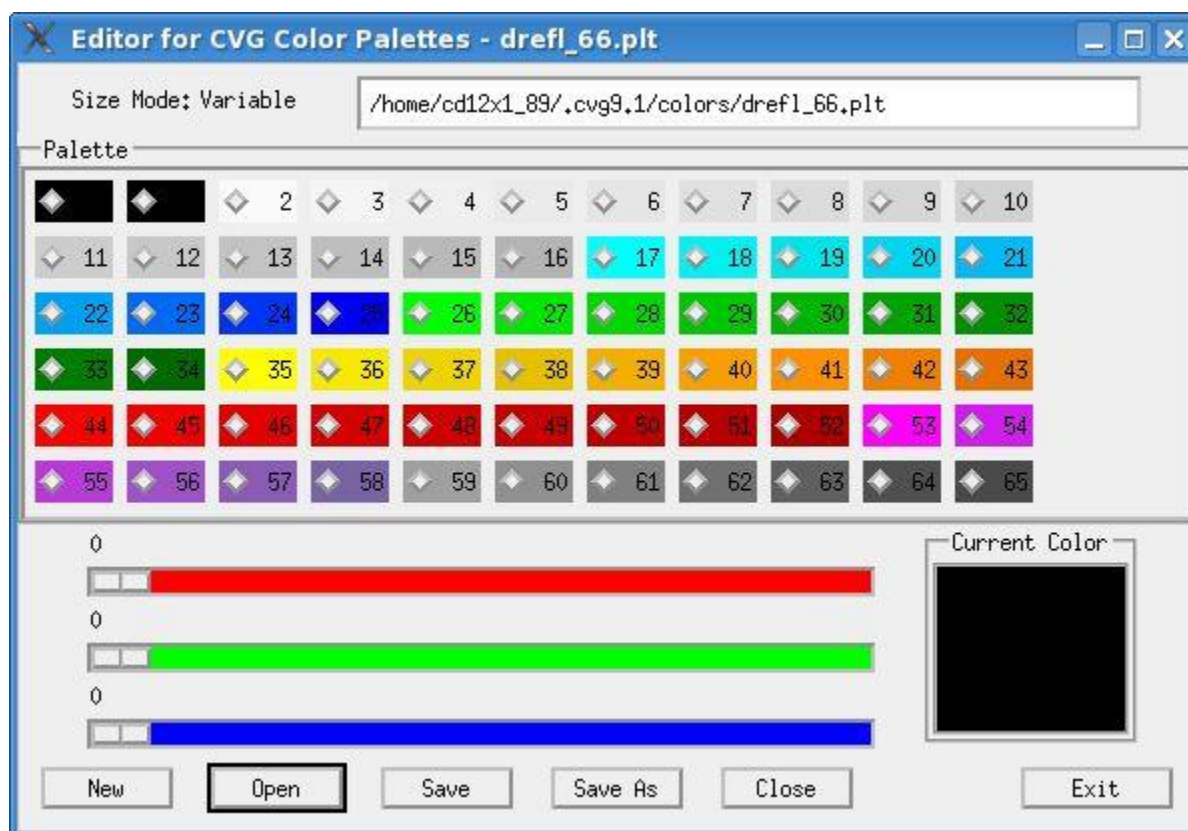 Editor for CVG Color Palettes - drefl_66.plt
Size Mode: Variable /home/cd12x1_89/.cvg9.1/colors/drefl_66.plt
Palette
2 3 4 5 6 7 8 9 10
11 12 13 14 15 16 17 18 19 20 21
22 23 24 25 26 27 28 29 30 31 32
33 34 35 36 37 38 39 40 41 42 43
44 45 46 47 48 49 50 51 52 53 54
55 56 57 58 59 60 61 62 63 64 65
0
Current Color
0
0
New Open Save Save As Close Exit